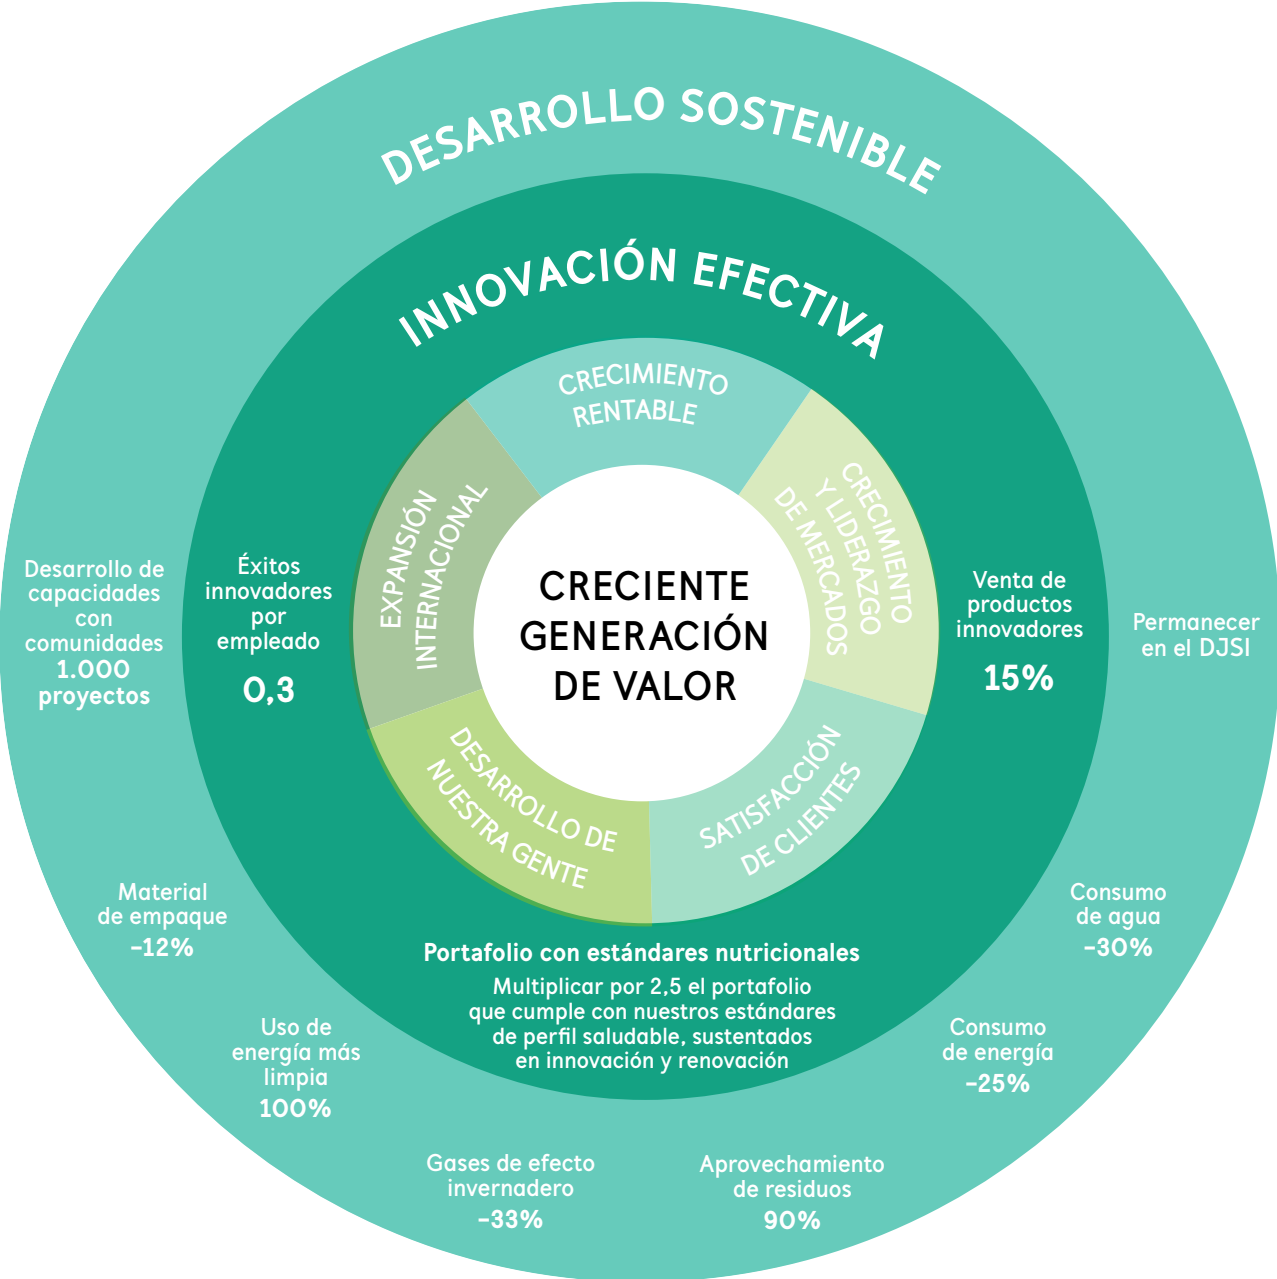 DESARROLLO SOSTENIBLE
INNOVACIÓN EFECTIVA
CRECIMIENTO
RENTABLE
CRECIMIENTO
Y LIDERAZGO
DE MERCADOS
SATISFACCIÓN
DE CLIENTES
DESARROLLO DE
NUESTRA GENTE
EXPANSIÓN
INTERNACIONAL
CRECIENTE
GENERACIÓN
DE VALOR
Éxitos
innovadores
por
empleado
0,3
Venta de
productos
innovadores
15%
Portafolio con estándares nutricionales
Multiplicar por 2,5 el portafolio
que cumple con nuestros estándares
de perfil saludable, sustentados
en innovación y renovación
Desarrollo de
capacidades
con
comunidades
1.000
proyectos
Permanecer
en el DJSI
Material
de empaque
-12%
Consumo
de agua
-30%
Uso de
energía más
limpia
100%
Consumo
de energía
-25%
Gases de efecto
invernadero
-33%
Aprovechamiento
de residuos
90%